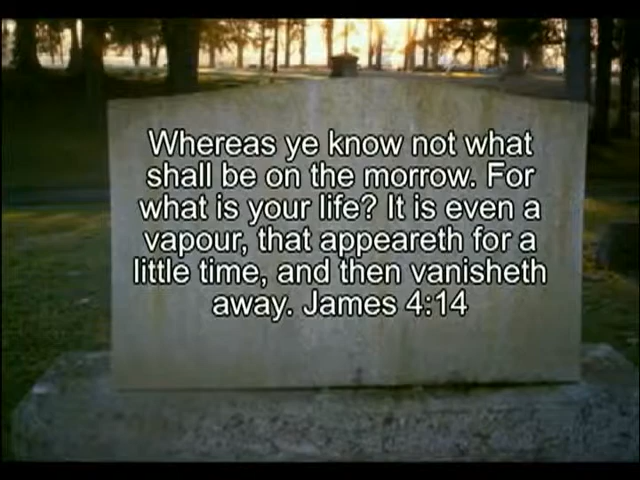 Whereas ye know not what
shall be on the morrow. For
what is your life? It is even a
vapour, that appeareth for a
little time, and then vanisheth
away. James 4:14